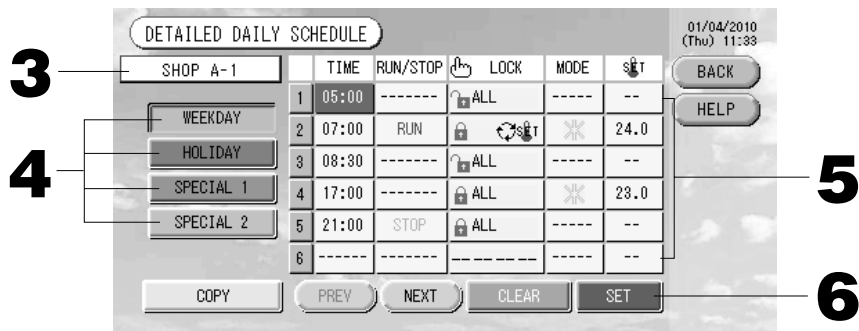 DETAILED DAILY SCHEDULE
01/04/2010
(Thu) 11:33
3
SHOP A-1
TIME RUN/STOP LOCK MODE SET
BACK
HELP
1 05:00 ------- ALL ----- --
2 07:00 RUN SET 24.0
3 08:30 ------- ALL ----- --
4 17:00 ------- ALL 23.0
5 21:00 STOP ALL ----- --
6 ------ ------- -------- ----- --
4
WEEKDAY
HOLIDAY
SPECIAL 1
SPECIAL 2
5
COPY PREV NEXT CLEAR SET
6